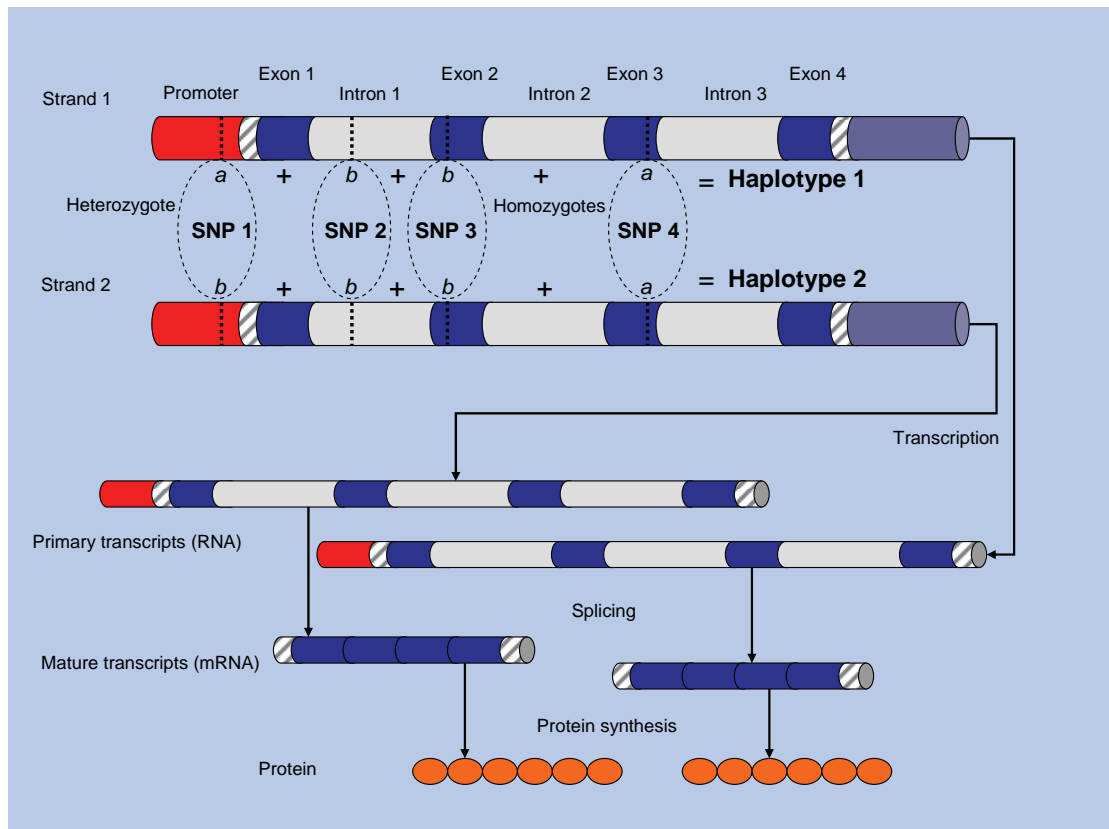 Exon 1 Exon 2 Exon 3 Exon 4
Strand 1 Promoter Intron 1 Intron 2 Intron 3
a + b + b + a = Haplotype 1
Heterozygote Homozygotes
SNP 1 SNP 2 SNP 3 SNP 4
Strand 2 b + b + b + a = Haplotype 2
Transcription
Primary transcripts (RNA)
Splicing
Mature transcripts (mRNA)
Protein synthesis
Protein